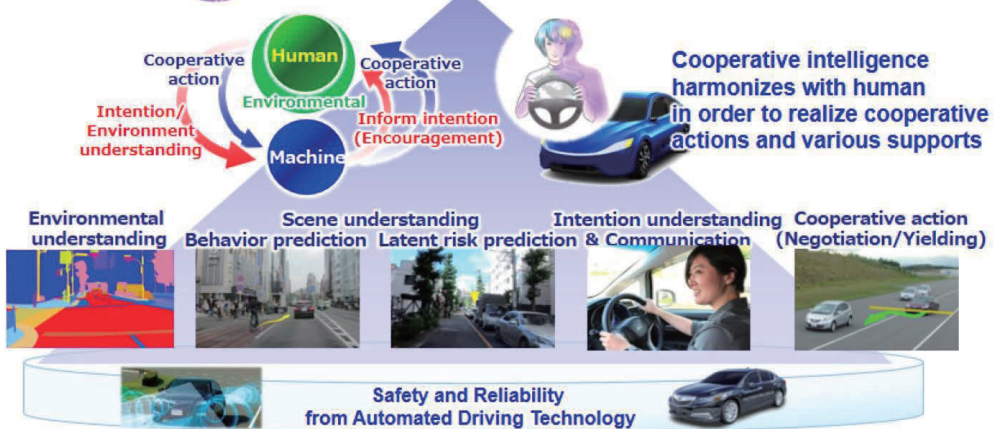 Human
Environmental
Machine
Cooperative
action
Intention/
Environment
understanding
Cooperative
action
Inform intention
(Encouragement)
Cooperative intelligence
harmonizes with human
in order to realize cooperative
actions and various supports
Environmental
understanding
Scene understanding
Behavior prediction
Latent risk prediction
Intention understanding
& Communication
Cooperative action
(Negotiation/Yielding)
Safety and Reliability
from Automated Driving Technology